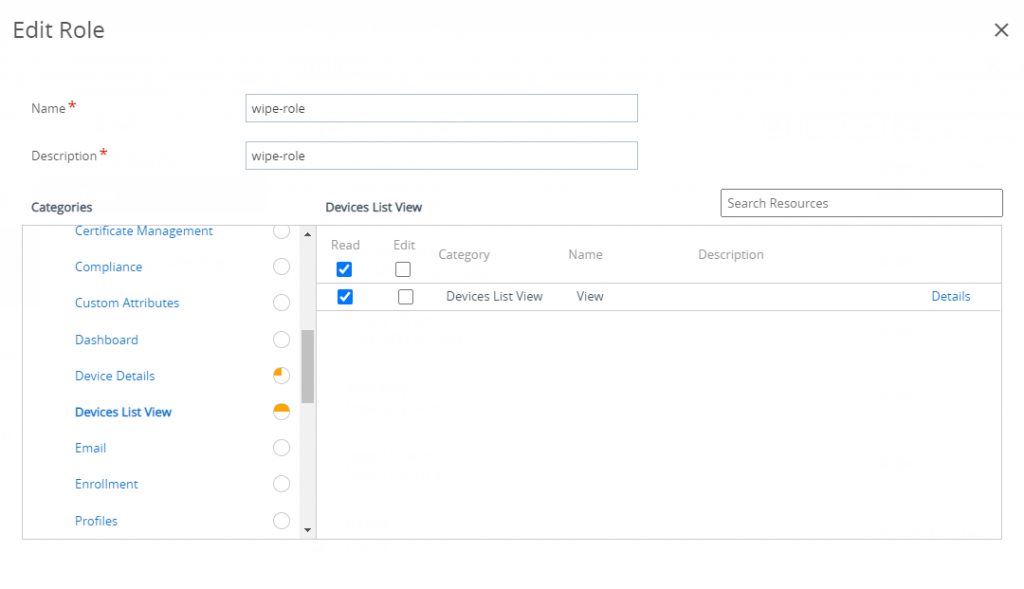 Edit Role
Name *
wipe-role
Description *
wipe-role
Categories
Devices List View
Search Resources
Certificate Management
Compliance
Custom Attributes
Dashboard
Device Details
Devices List View
Email
Enrollment
Profiles
Read Edit Category Name Description
Devices List View View Details